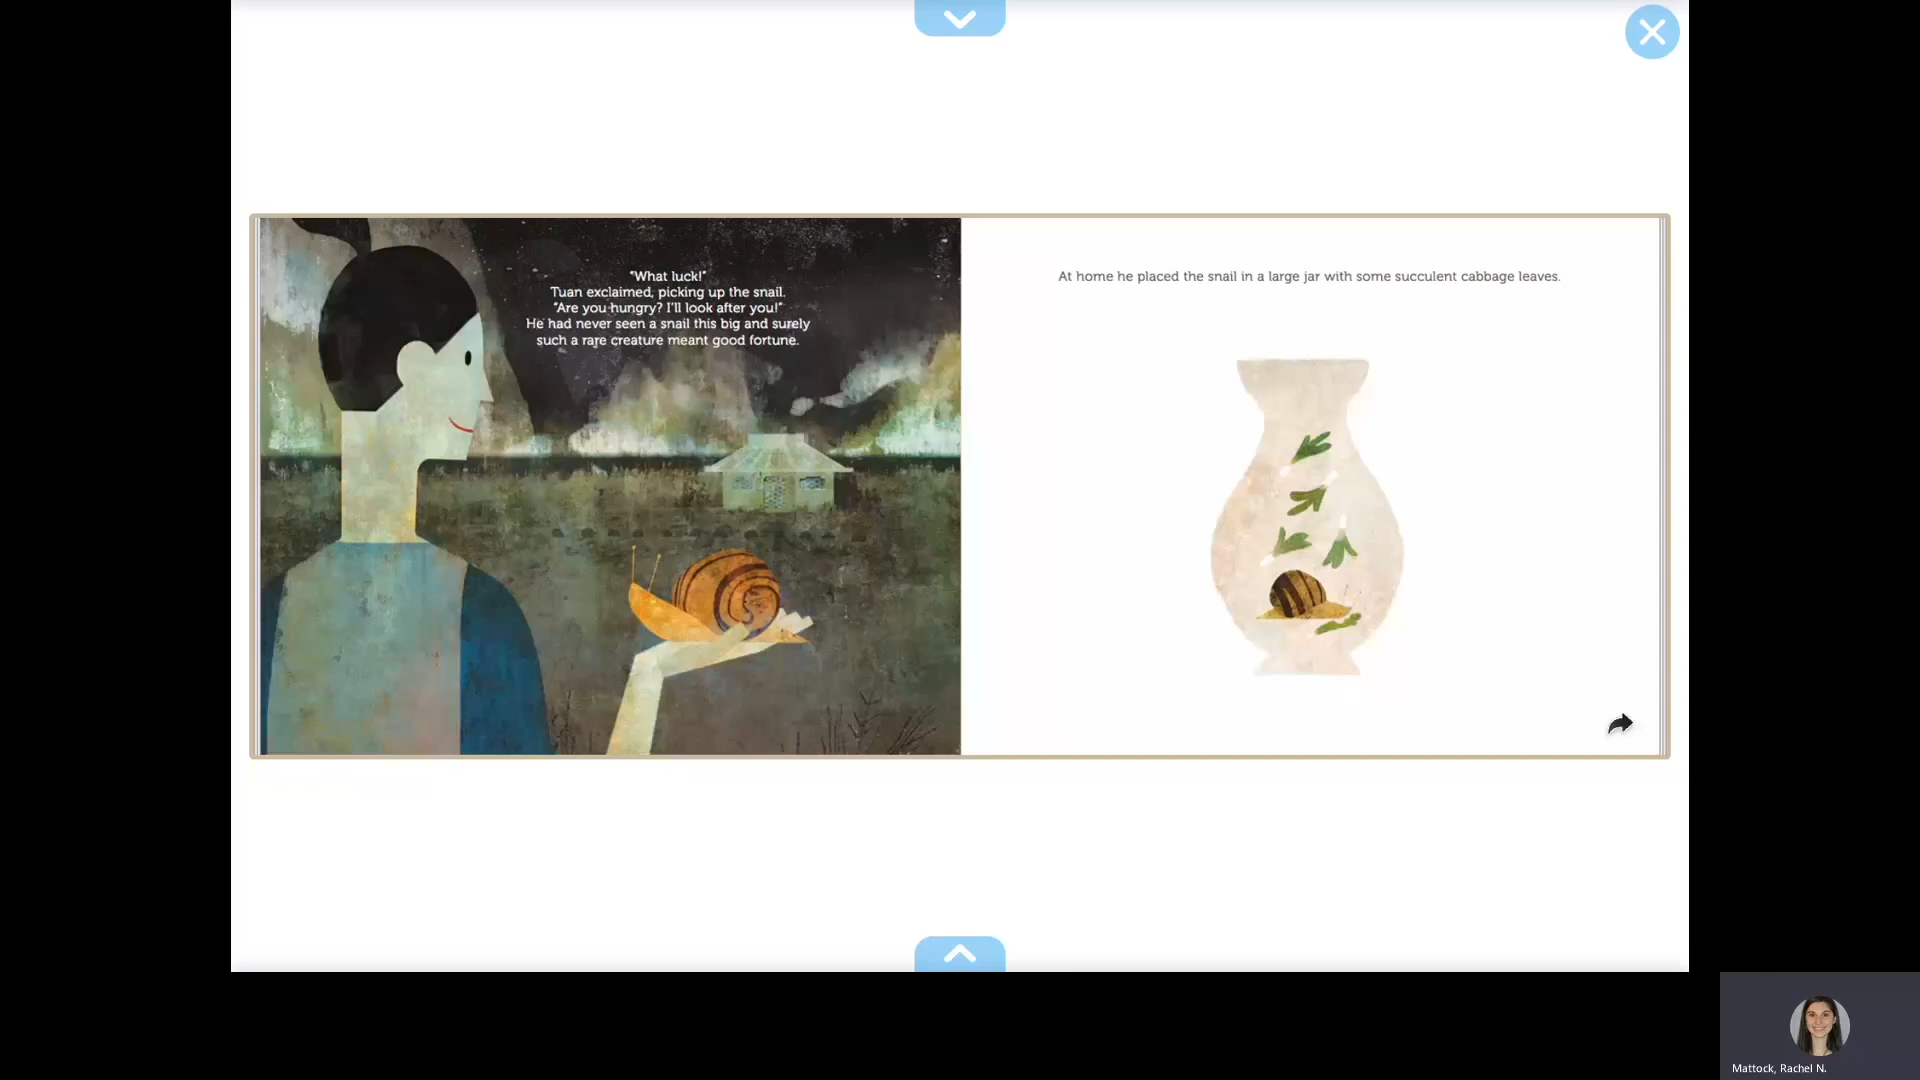 "What luck!"
Tuan exclaimed, picking up the snail.
"Are you hungry? I'll look after you!"
He had never seen a snail this big and surely
such a rare creature meant good fortune.
At home he placed the snail in a large jar with some succulent cabbage leaves.
Mattock, Rachel N.